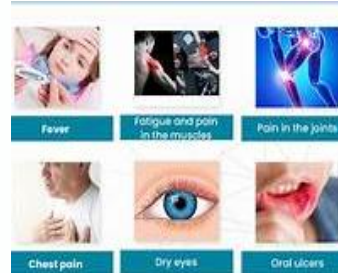 Fever
Fatigue and pain
in the muscles
Pain in the joints
Chest pain
Dry eyes
Oral ulcers